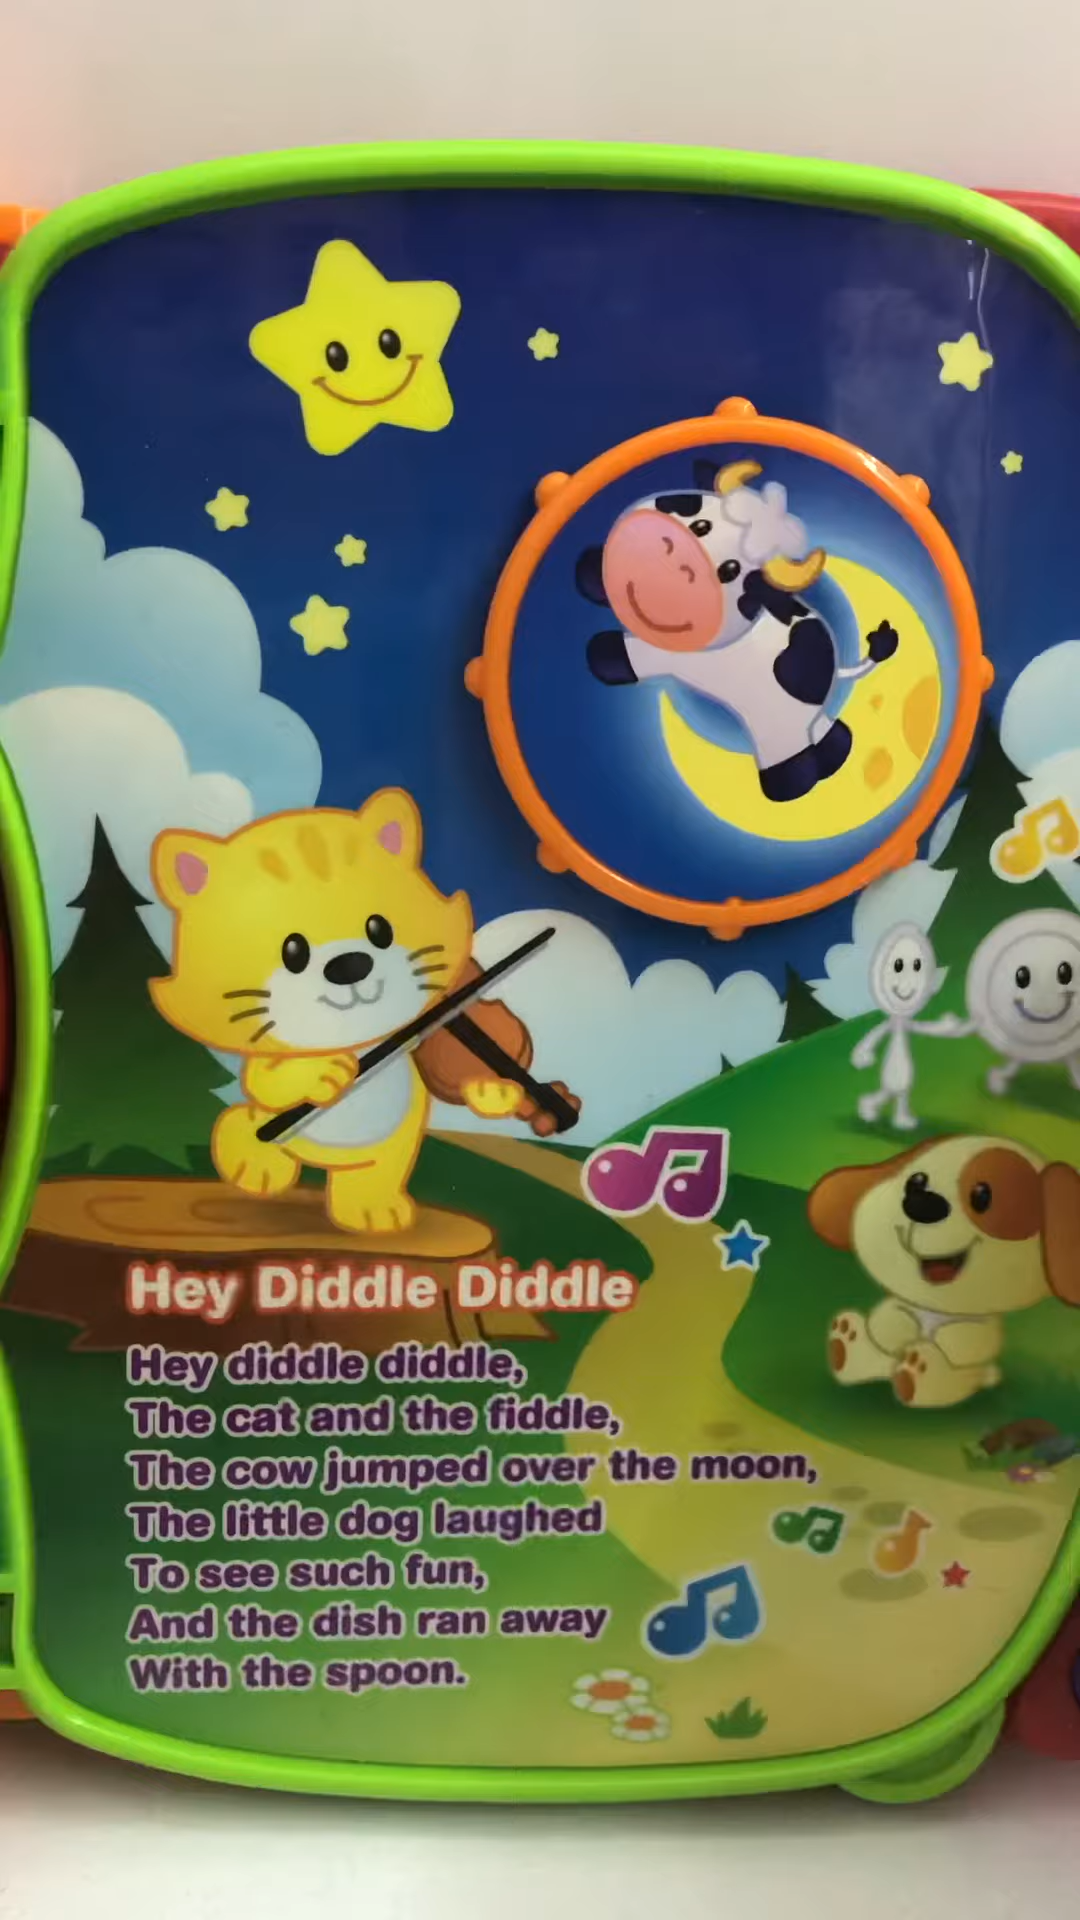 Hey Diddle Diddle
Hey diddle diddle,
The cat and the fiddle,
The cow jumped over the moon,
The little dog laughed
To see such fun,
And the dish ran away
With the spoon.